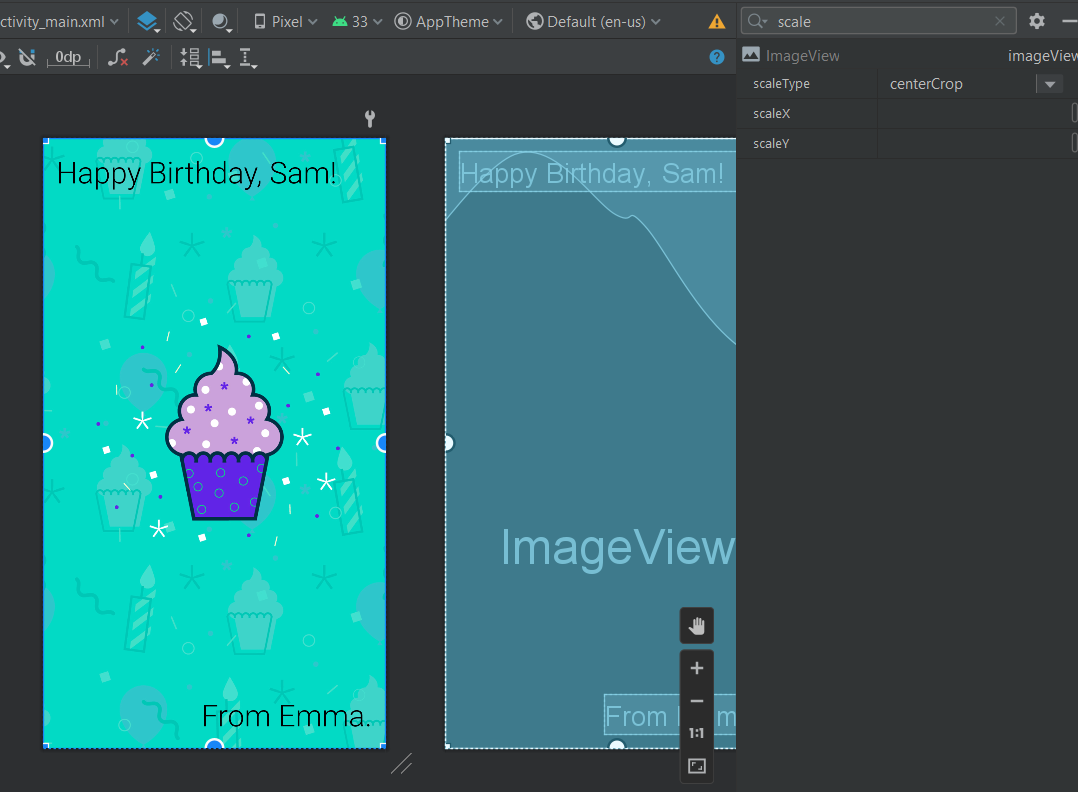 ctivity_main.xml Pixel 33 AppTheme Default (en-us) scale
0dp ?
ImageView imageView
scaleType centerCrop
scaleX
scaleY
Happy Birthday, Sam! Happy Birthday, Sam!
ImageView
From Emma. From
1:1